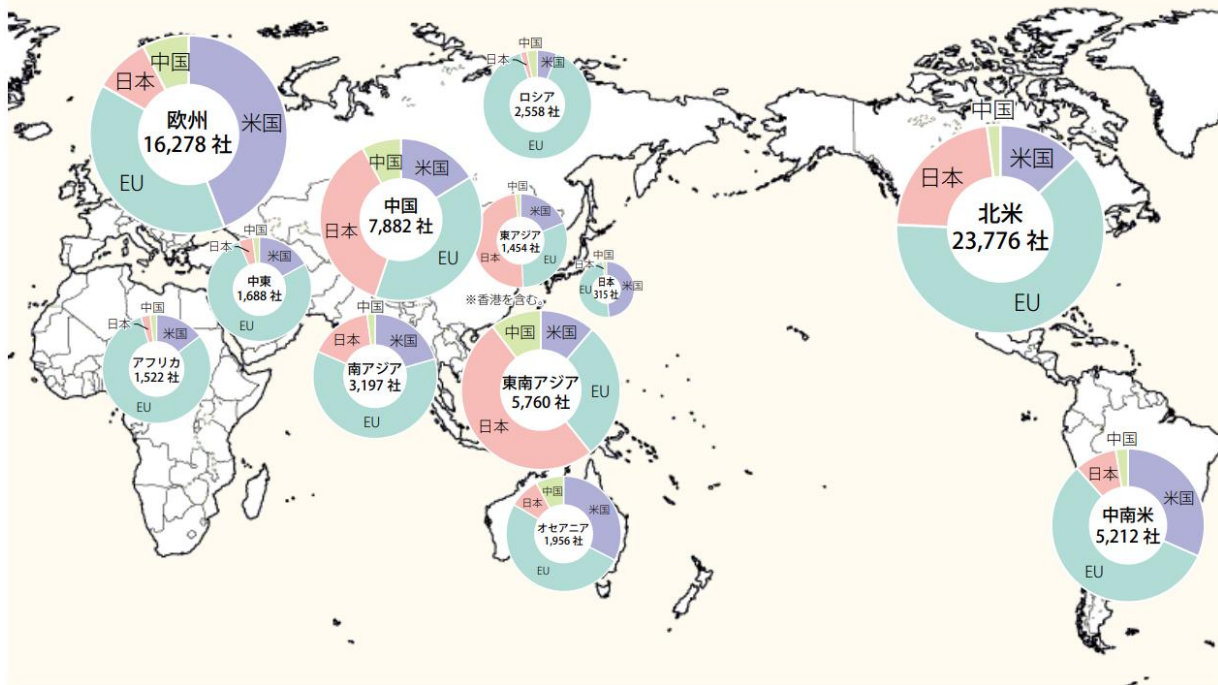 中国
日本
米国
EU
欧州
16,278 社
中国
日本
米国
EU
ロシア
2,558 社
中国
日本
米国
EU
北米
23,776 社
中国
日本
米国
EU
中国
7,882 社
中国
日本
米国
EU
東アジア
1,454 社
中国
日本
米国
EU
日本
315 社
※香港を含む。
中国
日本
米国
EU
中東
1,688 社
中国
日本
米国
EU
アフリカ
1,522 社
中国
日本
米国
EU
南アジア
3,197 社
中国
日本
米国
EU
東南アジア
5,760 社
中国
日本
米国
EU
オセアニア
1,956 社
中国
日本
米国
EU
中南米
5,212 社